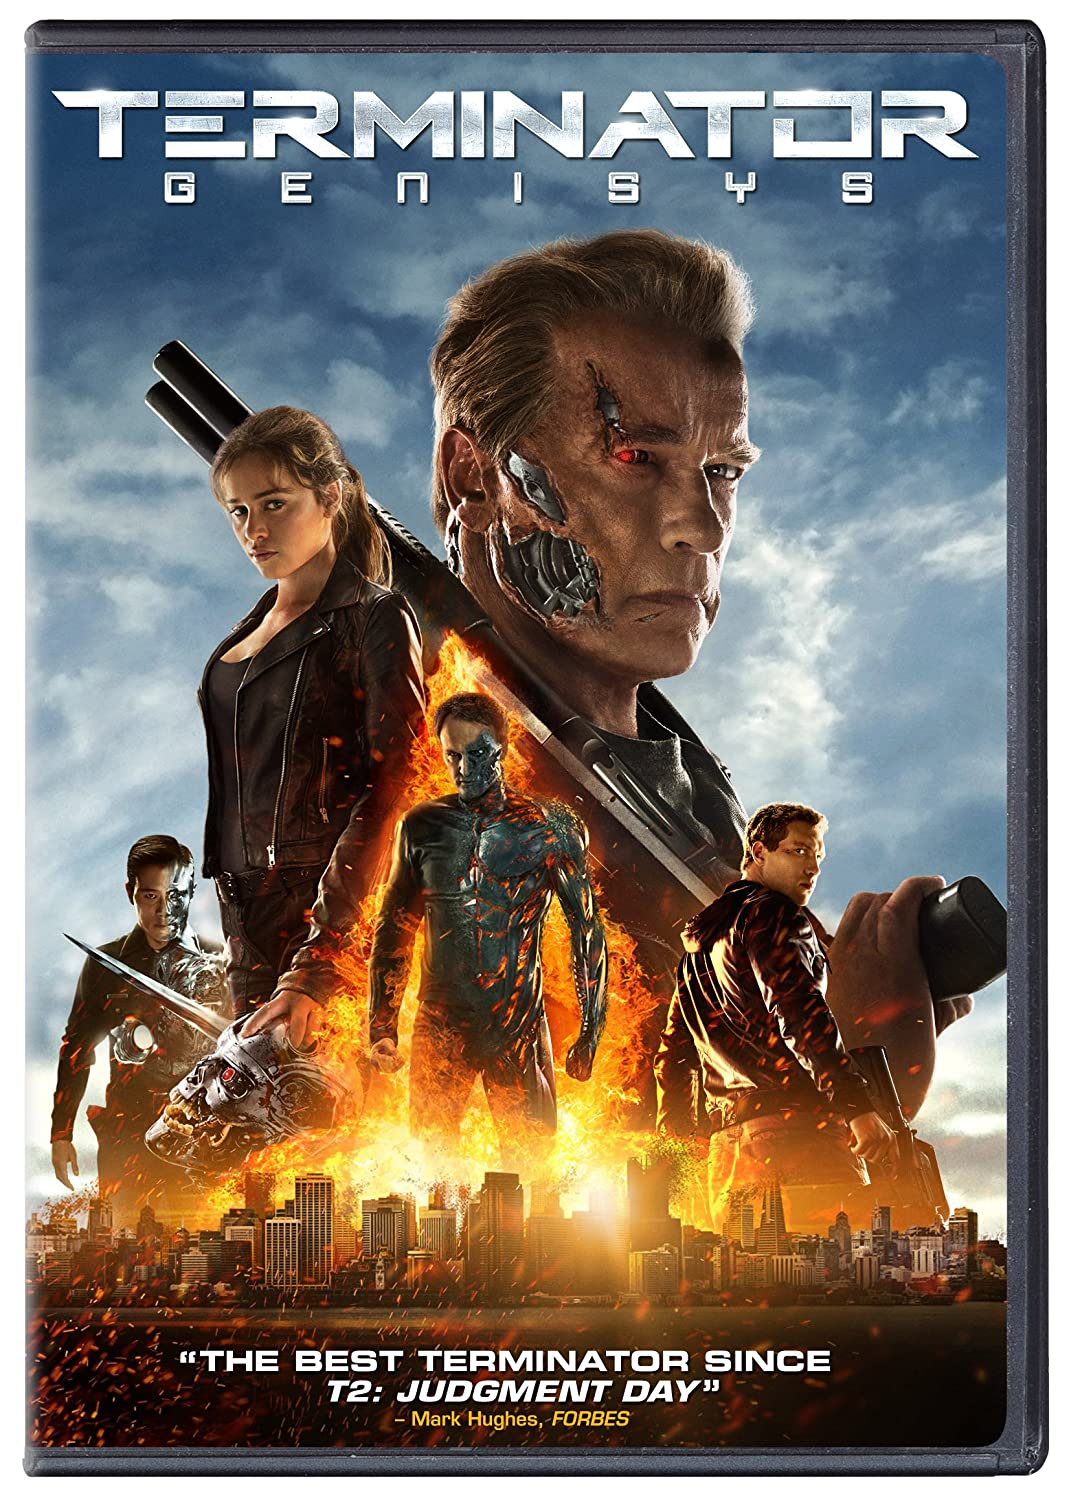 TERMINATOR
GENISYS
“THE BEST TERMINATOR SINCE
T2: JUDGMENT DAY”
– Mark Hughes, FORBES